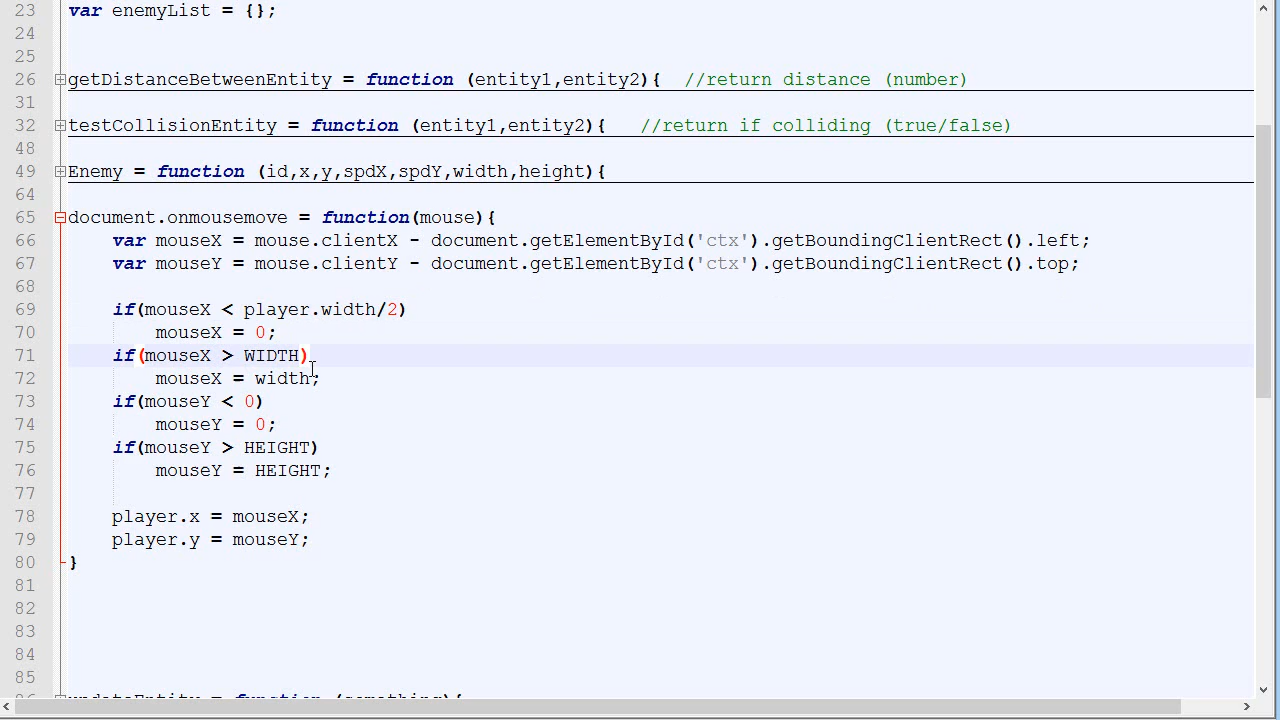 23 var enemyList = {};
24
25
26 getDistanceBetweenEntity = function (entity1,entity2){  //return distance (number)
31
32 testCollisionEntity = function (entity1,entity2){   //return if colliding (true/false)
48
49 Enemy = function (id,x,y,spdX,spdY,width,height){
64
65 document.onmousemove = function(mouse){
66     var mouseX = mouse.clientX - document.getElementById('ctx').getBoundingClientRect().left;
67     var mouseY = mouse.clientY - document.getElementById('ctx').getBoundingClientRect().top;
68
69     if(mouseX < player.width/2)
70         mouseX = 0;
71     if(mouseX > WIDTH)
72         mouseX = width;
73     if(mouseY < 0)
74         mouseY = 0;
75     if(mouseY > HEIGHT)
76         mouseY = HEIGHT;
77
78     player.x = mouseX;
79     player.y = mouseY;
80 }
81
82
83
84
85
86 updateEntity = function (something){